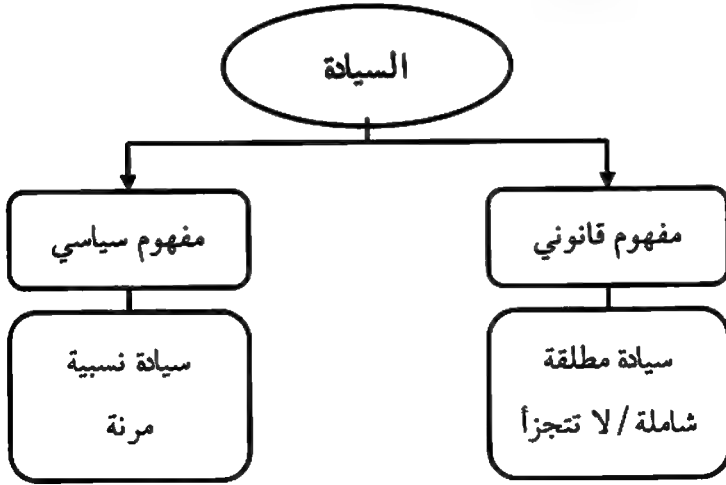 السيادة
مفهوم قانوني
مفهوم سياسي
سيادة مطلقة
شاملة/لا تتجزأ
سيادة نسبية
مرنة